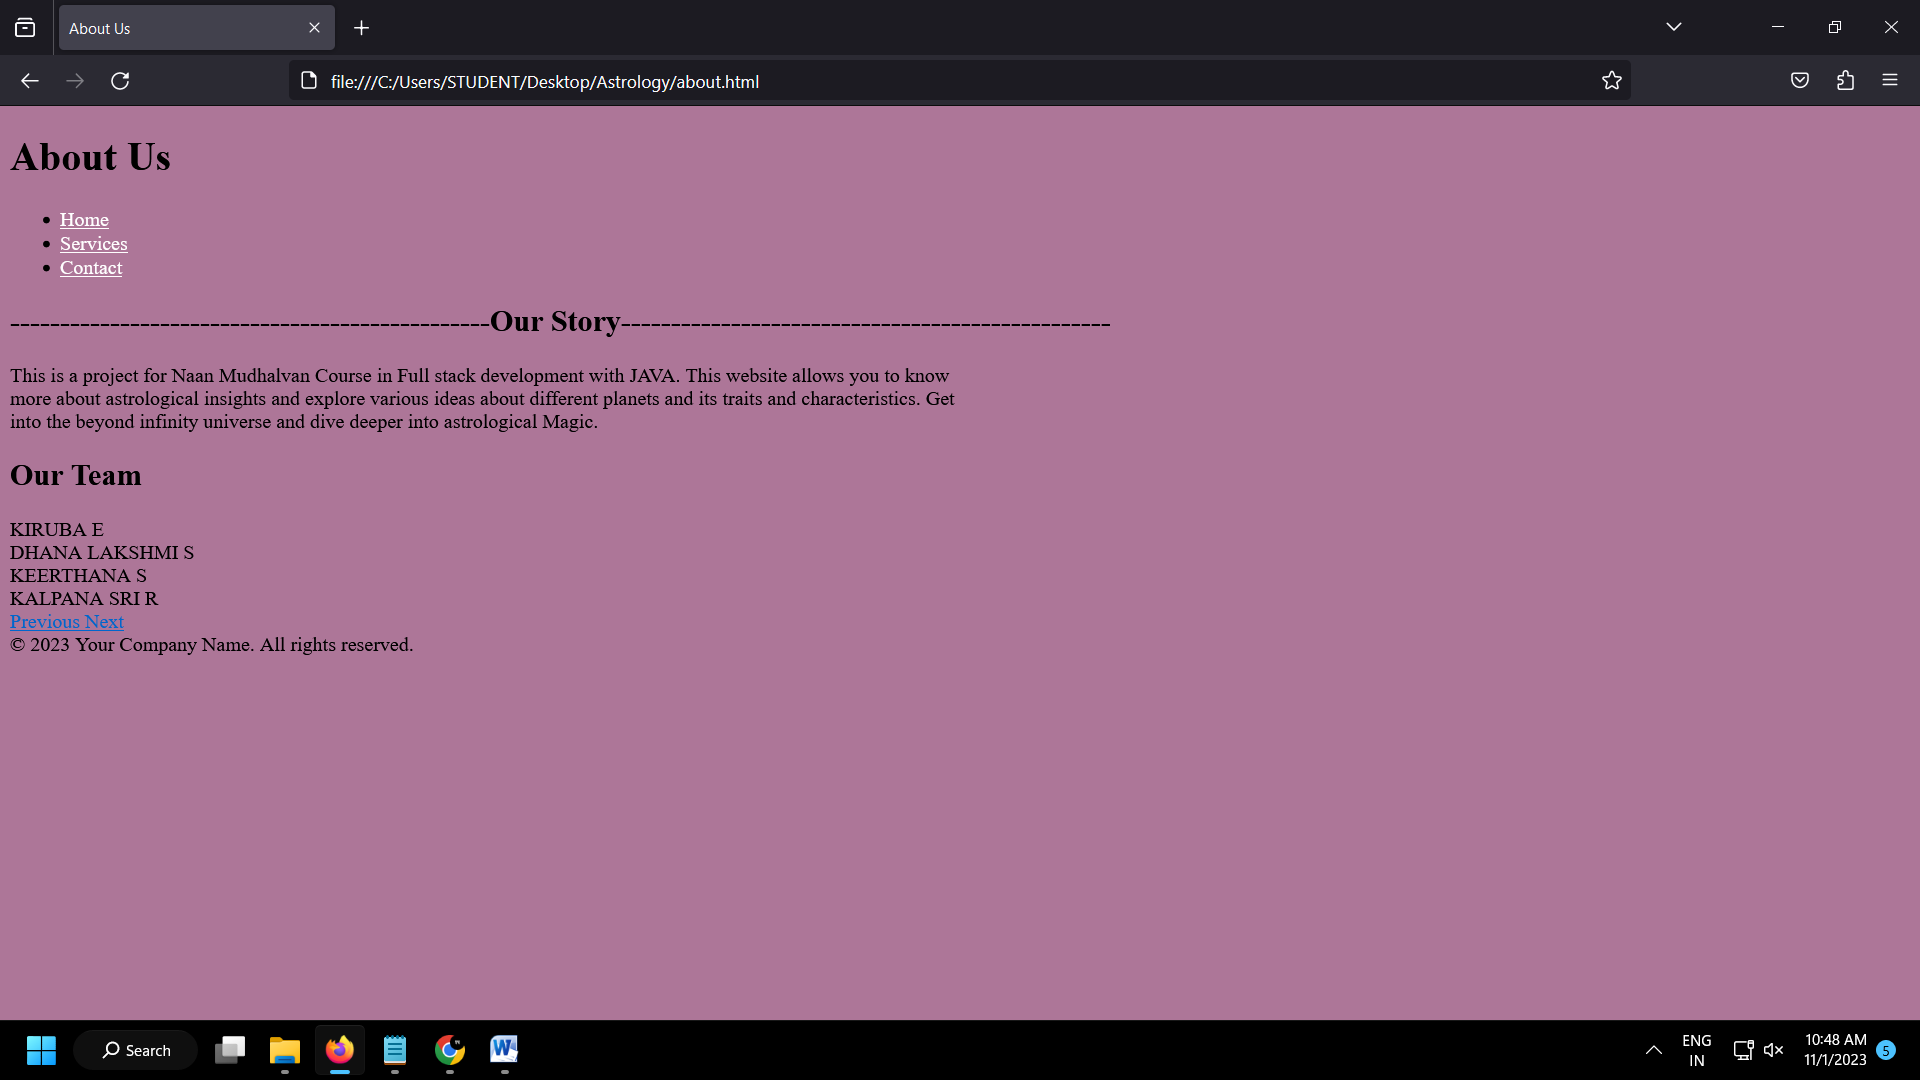 About Us
file:///C:/Users/STUDENT/Desktop/Astrology/about.html
About Us
Home
Services
Contact
------------------------------------------------Our Story-------------------------------------------------
This is a project for Naan Mudhalvan Course in Full stack development with JAVA. This website allows you to know
more about astrological insights and explore various ideas about different planets and its traits and characteristics. Get
into the beyond infinity universe and dive deeper into astrological Magic.
Our Team
KIRUBA E
DHANA LAKSHMI S
KEERTHANA S
KALPANA SRI R
Previous Next
© 2023 Your Company Name. All rights reserved.
Search
ENG
IN
10:48 AM
11/1/2023
5